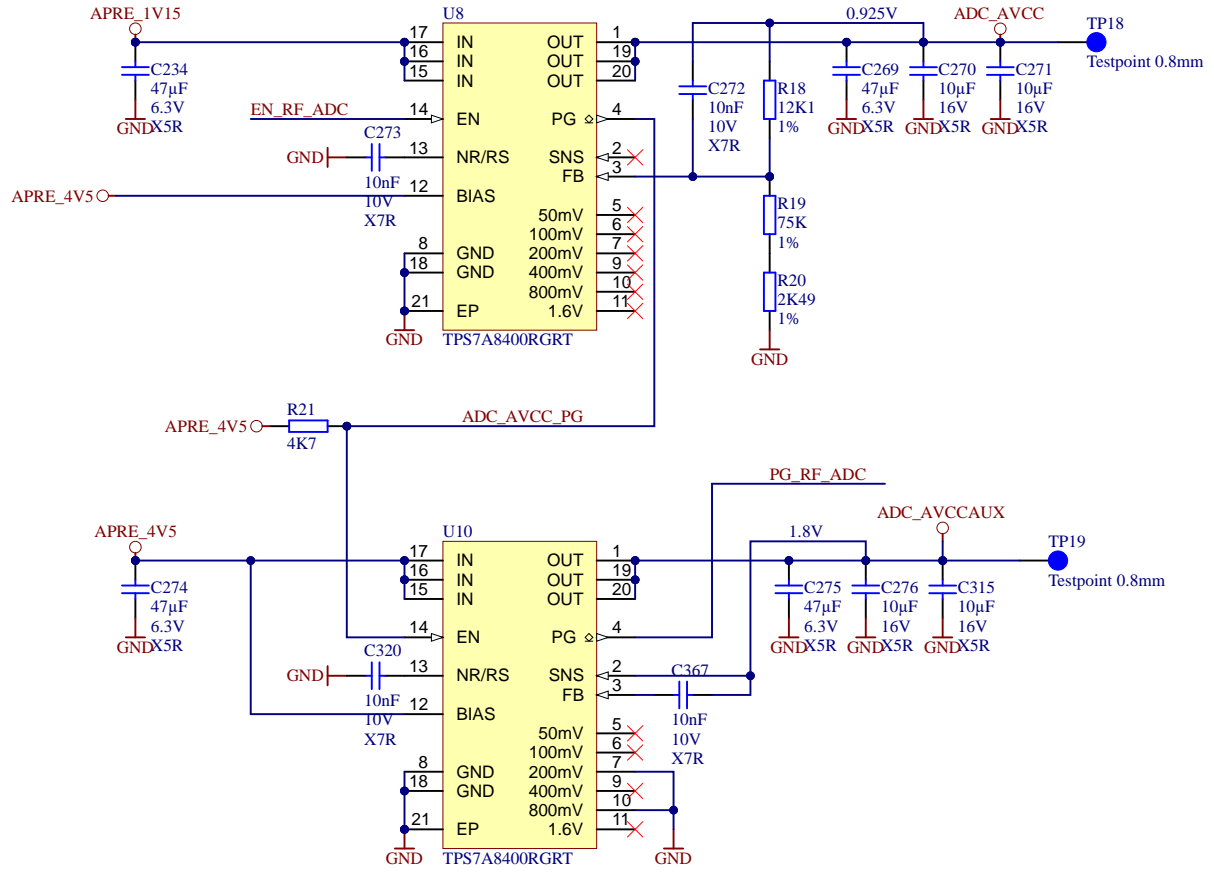 APRE_1V15
C234
47µF
6.3V
X5R
GND
EN_RF_ADC
C273
GND
10nF
10V
X7R
APRE_4V5
U8
17 IN OUT 1
16 IN OUT 19
15 IN OUT 20
14 EN PG 4
13 NR/RS SNS 2
FB 3
12 BIAS
50mV 5
100mV 6
8 GND 200mV 7
18 GND 400mV 9
800mV 10
21 EP 1.6V 11
GND
TPS7A8400RGRT
C272
10nF
10V
X7R
R18
12K1
1%
R19
75K
1%
R20
2K49
1%
GND
0.925V
ADC_AVCC
TP18
Testpoint 0.8mm
C269
47µF
6.3V
X5R
GND
C270
10µF
16V
X5R
GND
C271
10µF
16V
X5R
GND
APRE_4V5
R21
4K7
ADC_AVCC_PG
PG_RF_ADC
APRE_4V5
C274
47µF
6.3V
X5R
GND
C320
GND
10nF
10V
X7R
U10
17 IN OUT 1
16 IN OUT 19
15 IN OUT 20
14 EN PG 4
13 NR/RS SNS 2
FB 3
12 BIAS
50mV 5
100mV 6
8 GND 200mV 7
18 GND 400mV 9
800mV 10
21 EP 1.6V 11
GND
TPS7A8400RGRT
GND
C367
10nF
10V
X7R
1.8V
ADC_AVCCAUX
TP19
Testpoint 0.8mm
C275
47µF
6.3V
X5R
GND
C276
10µF
16V
X5R
GND
C315
10µF
16V
X5R
GND